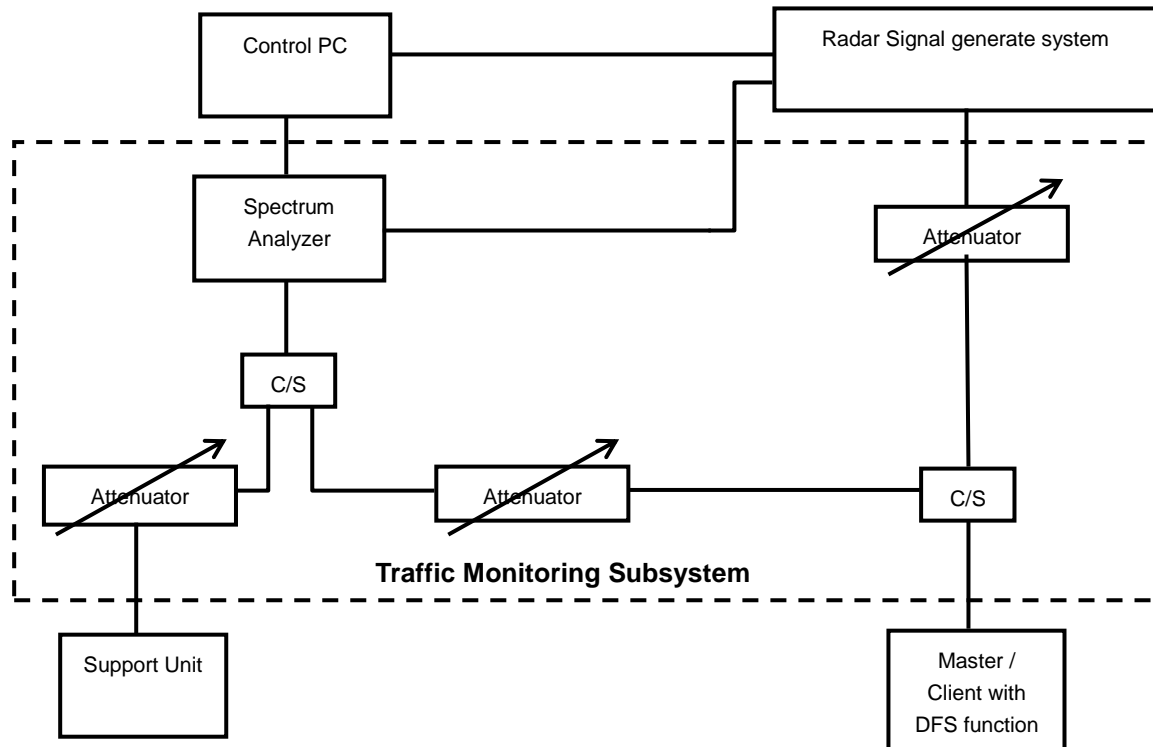 Control PC
Radar Signal generate system
Spectrum
Analyzer
Attenuator
C/S
Attenuator
Attenuator
C/S
Traffic Monitoring Subsystem
Support Unit
Master /
Client with
DFS function